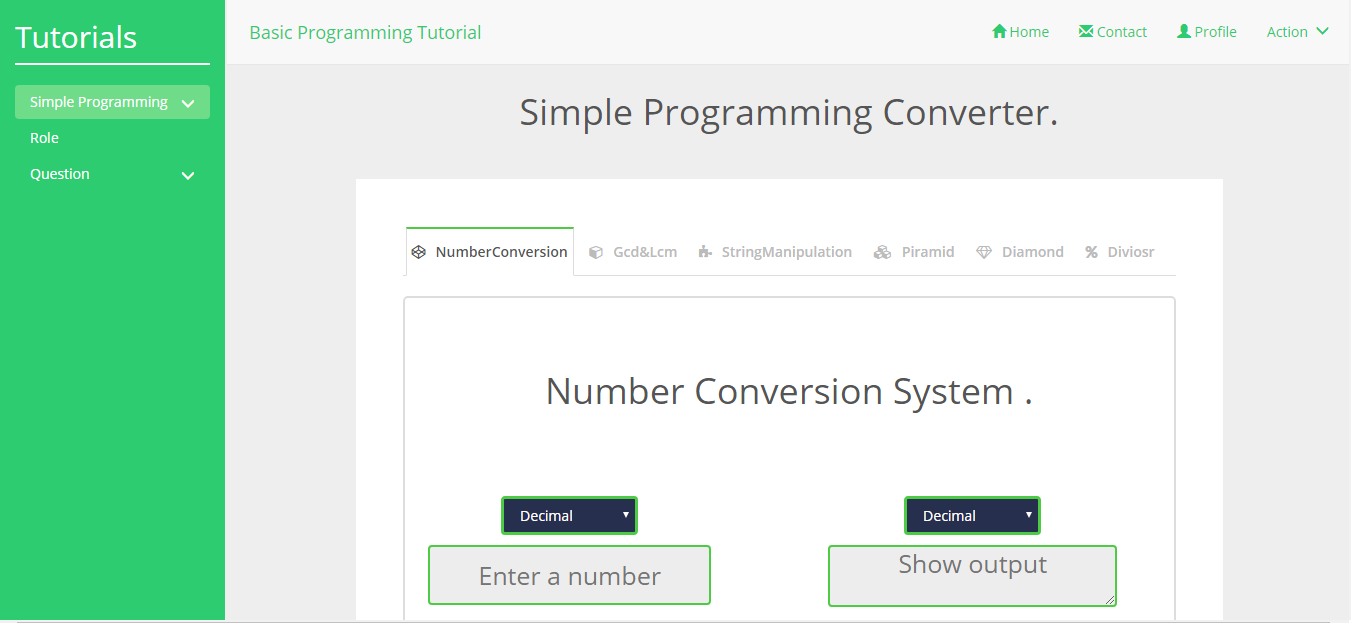 Tutorials
Simple Programming
Role
Question
Basic Programming Tutorial
Home Contact Profile Action
Simple Programming Converter.
NumberConversion Gcd&Lcm StringManipulation Piramid Diamond Diviosr
Number Conversion System .
Decimal Decimal
Enter a number Show output